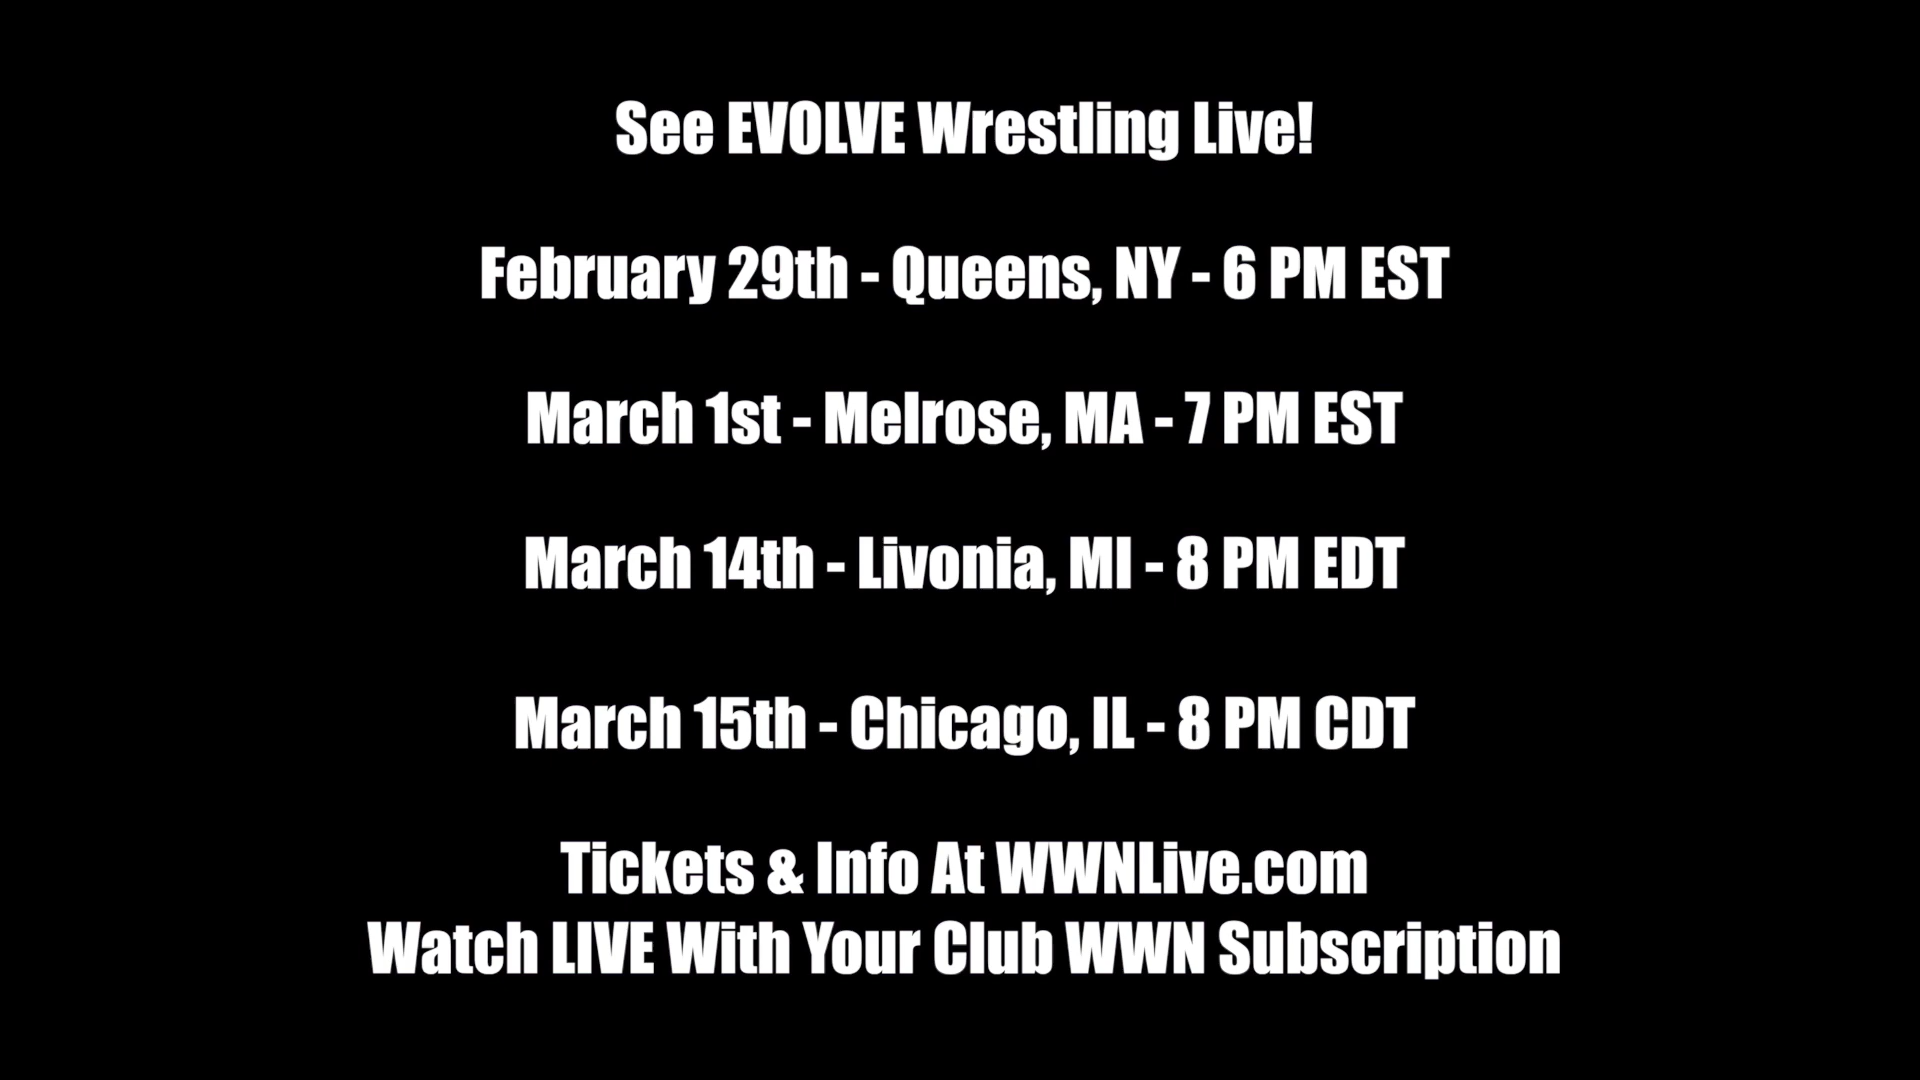 See EVOLVE Wrestling Live!
February 29th - Queens, NY - 6 PM EST
March 1st - Melrose, MA - 7 PM EST
March 14th - Livonia, MI - 8 PM EDT
March 15th - Chicago, IL - 8 PM CDT
Tickets & Info At WWNLive.com
Watch LIVE With Your Club WWN Subscription